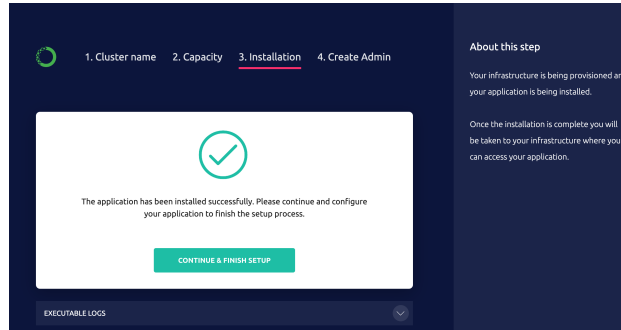 1. Cluster name 2. Capacity 3. Installation 4. Create Admin
The application has been installed successfully. Please continue and configure
your application to finish the setup process.
CONTINUE & FINISH SETUP
EXECUTABLE LOGS
About this step
Your infrastructure is being provisioned
your application is being installed.
Once the installation is complete you will
be taken to your infrastructure where you
can access your application.